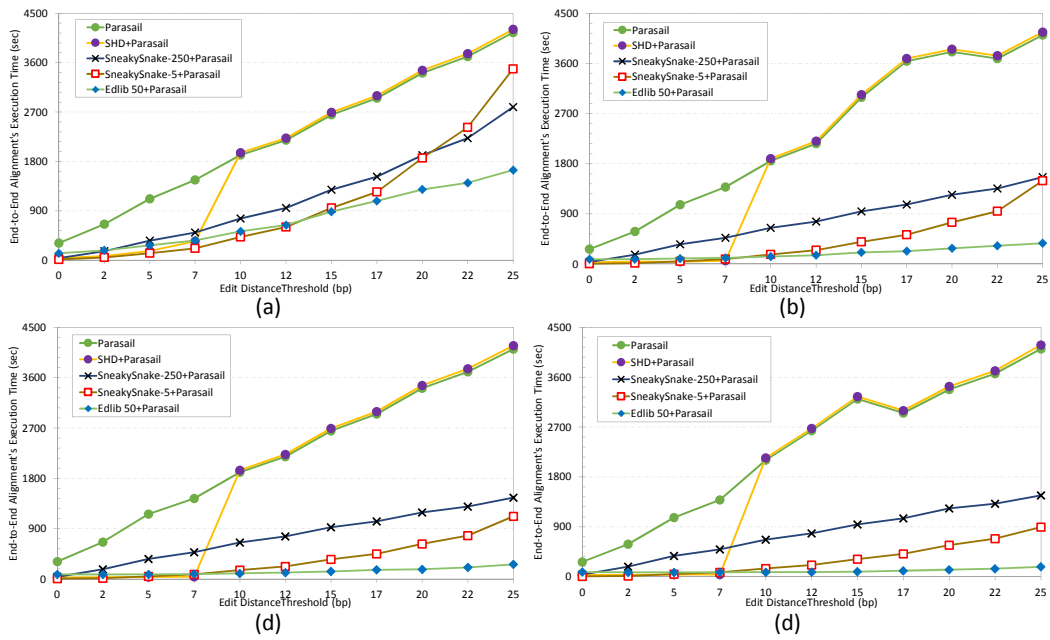 4500
3600
2700
1800
900
0
End-to-End Alignment's Execution Time (sec)
Parasail
SHD+Parasail
SneakySnake-250+Parasail
SneakySnake-5+Parasail
Edlib 50+Parasail
0 2 5 7 10 12 15 17 20 22 25
Edit DistanceThreshold (bp)
(a)
4500
3600
2700
1800
900
0
End-to-End Alignment's Execution Time (sec)
Parasail
SHD+Parasail
SneakySnake-250+Parasail
SneakySnake-5+Parasail
Edlib 50+Parasail
0 2 5 7 10 12 15 17 20 22 25
Edit DistanceThreshold (bp)
(b)
4500
3600
2700
1800
900
0
End-to-End Alignment's Execution Time (sec)
Parasail
SHD+Parasail
SneakySnake-250+Parasail
SneakySnake-5+Parasail
Edlib 50+Parasail
0 2 5 7 10 12 15 17 20 22 25
Edit DistanceThreshold (bp)
(d)
4500
3600
2700
1800
900
0
End-to-End Alignment's Execution Time (sec)
Parasail
SHD+Parasail
SneakySnake-250+Parasail
SneakySnake-5+Parasail
Edlib 50+Parasail
0 2 5 7 10 12 15 17 20 22 25
Edit DistanceThreshold (bp)
(d)